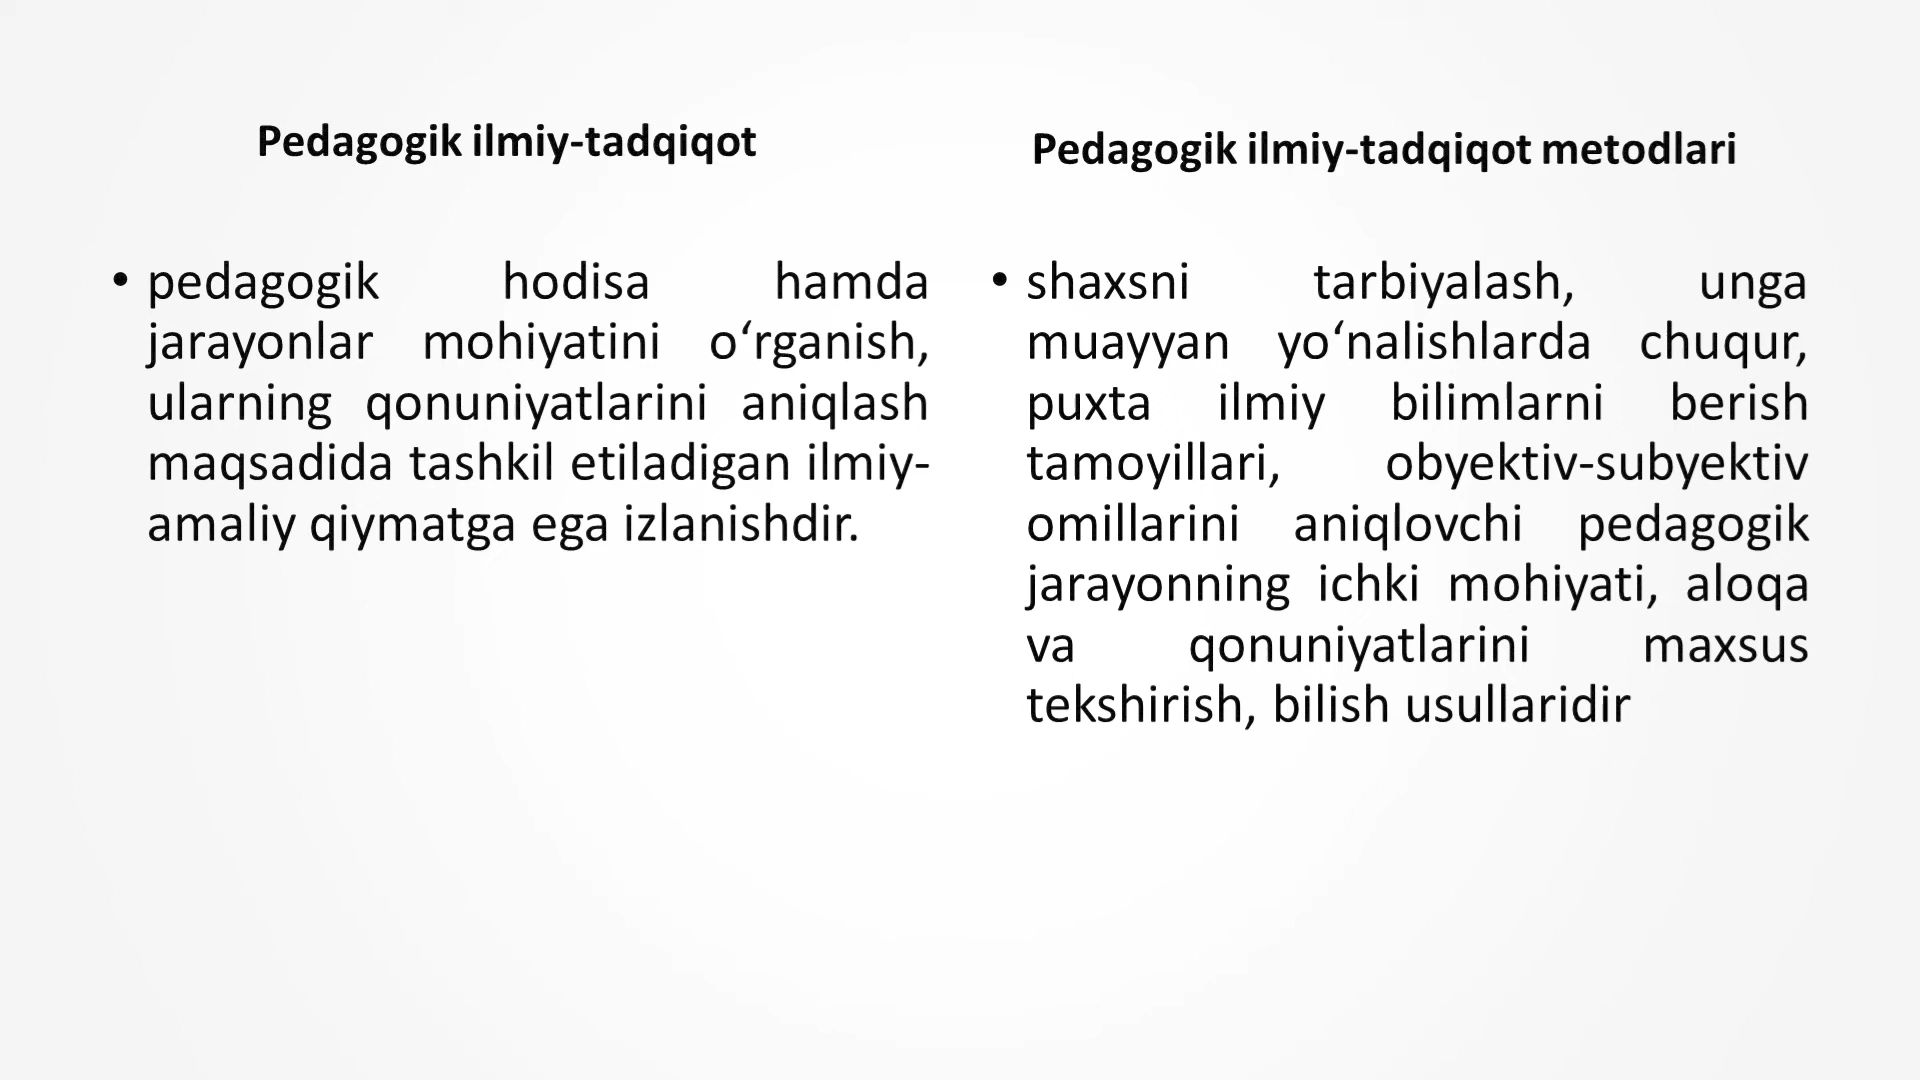 Pedagogik ilmiy-tadqiqot
• pedagogik hodisa hamda
jarayonlar mohiyatini o‘rganish,
ularning qonuniyatlarini aniqlash
maqsadida tashkil etiladigan ilmiy-
amaliy qiymatga ega izlanishdir.
Pedagogik ilmiy-tadqiqot metodlari
• shaxsni tarbiyalash, unga
muayyan yo‘nalishlarda chuqur,
puxta ilmiy bilimlarni berish
tamoyillari, obyektiv-subyektiv
omillarini aniqlovchi pedagogik
jarayonning ichki mohiyati, aloqa
va qonuniyatlarini maxsus
tekshirish, bilish usullaridir